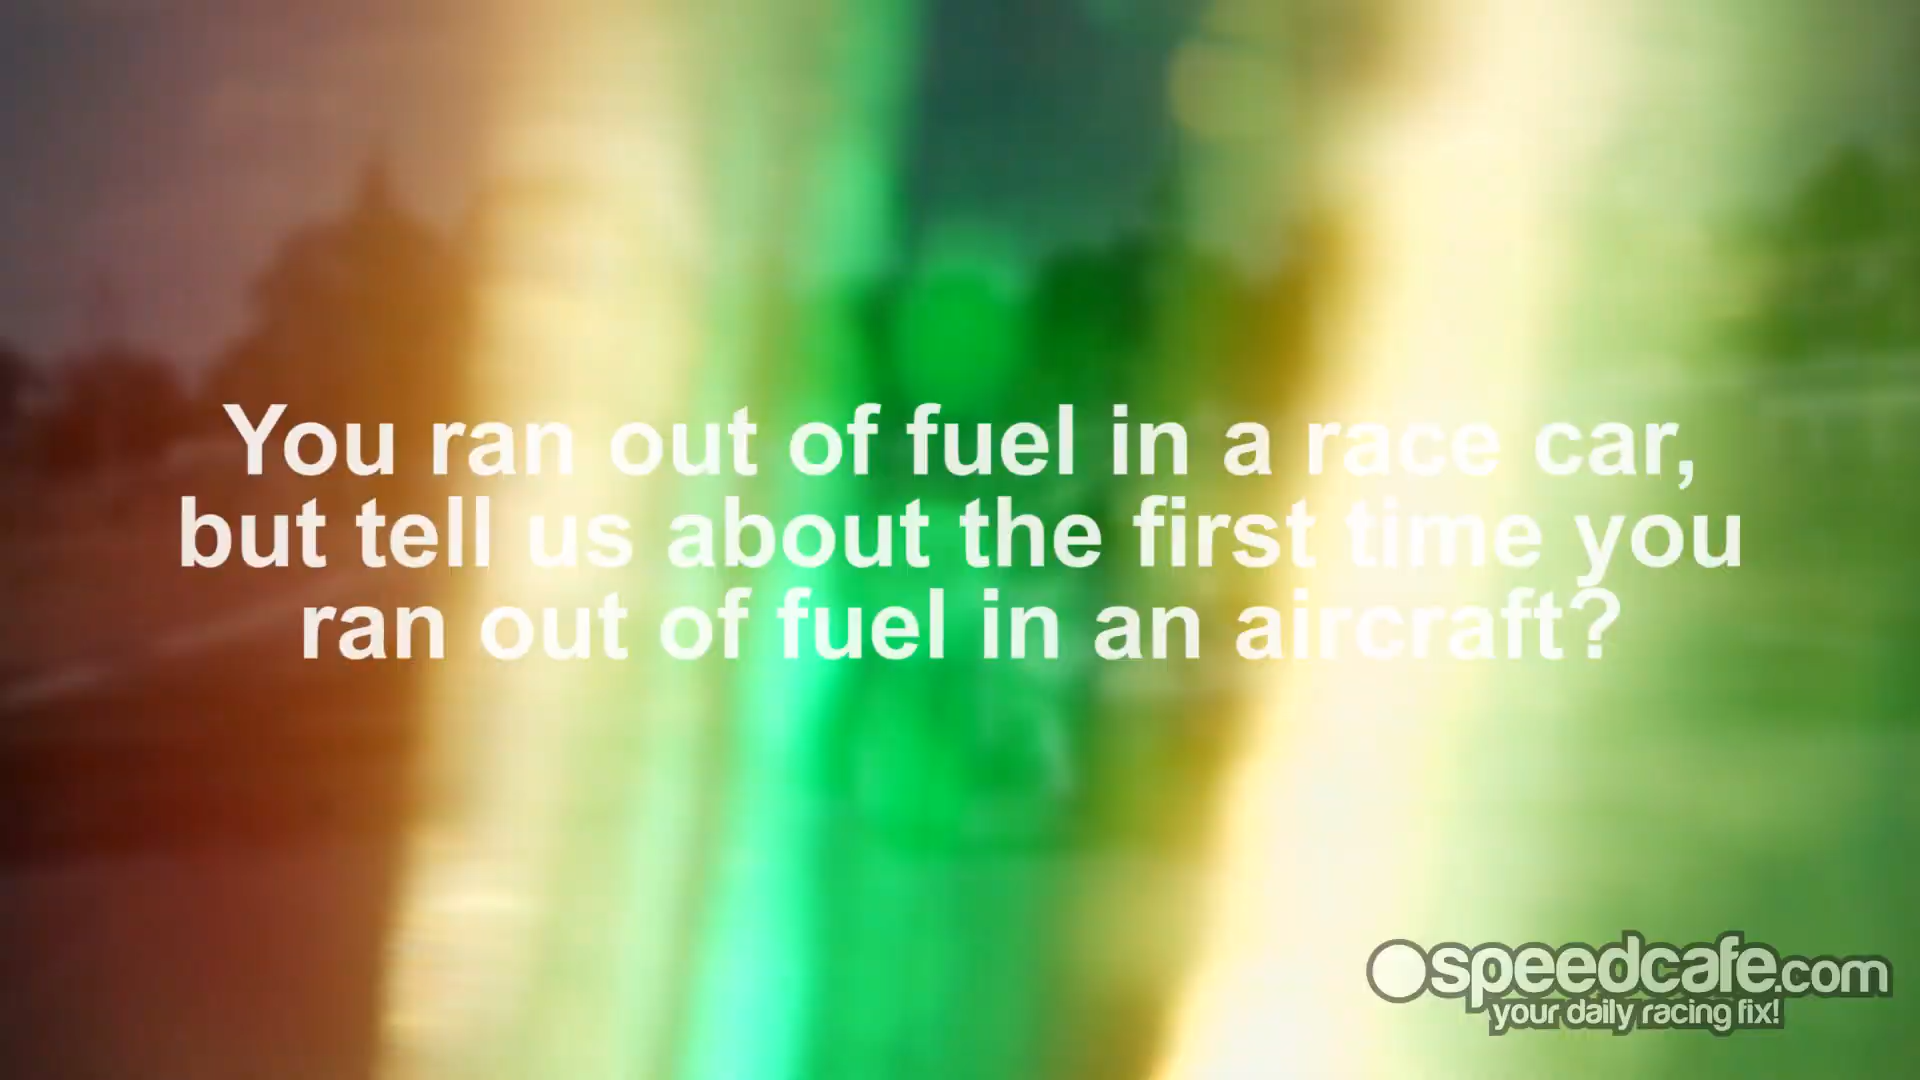 You ran out of fuel in a race car,
but tell us about the first time you
ran out of fuel in an aircraft?
speedcafe.com
your daily racing fix!